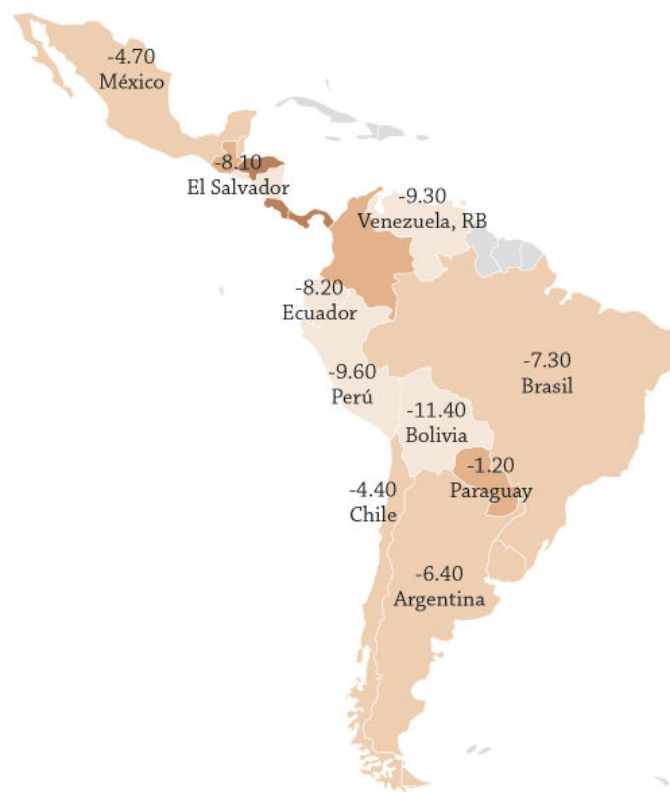 -4.70
México
-8.10
El Salvador
-9.30
Venezuela, RB
-8.20
Ecuador
-7.30
Brasil
-9.60
Perú
-11.40
Bolivia
-1.20
Paraguay
-4.40
Chile
-6.40
Argentina